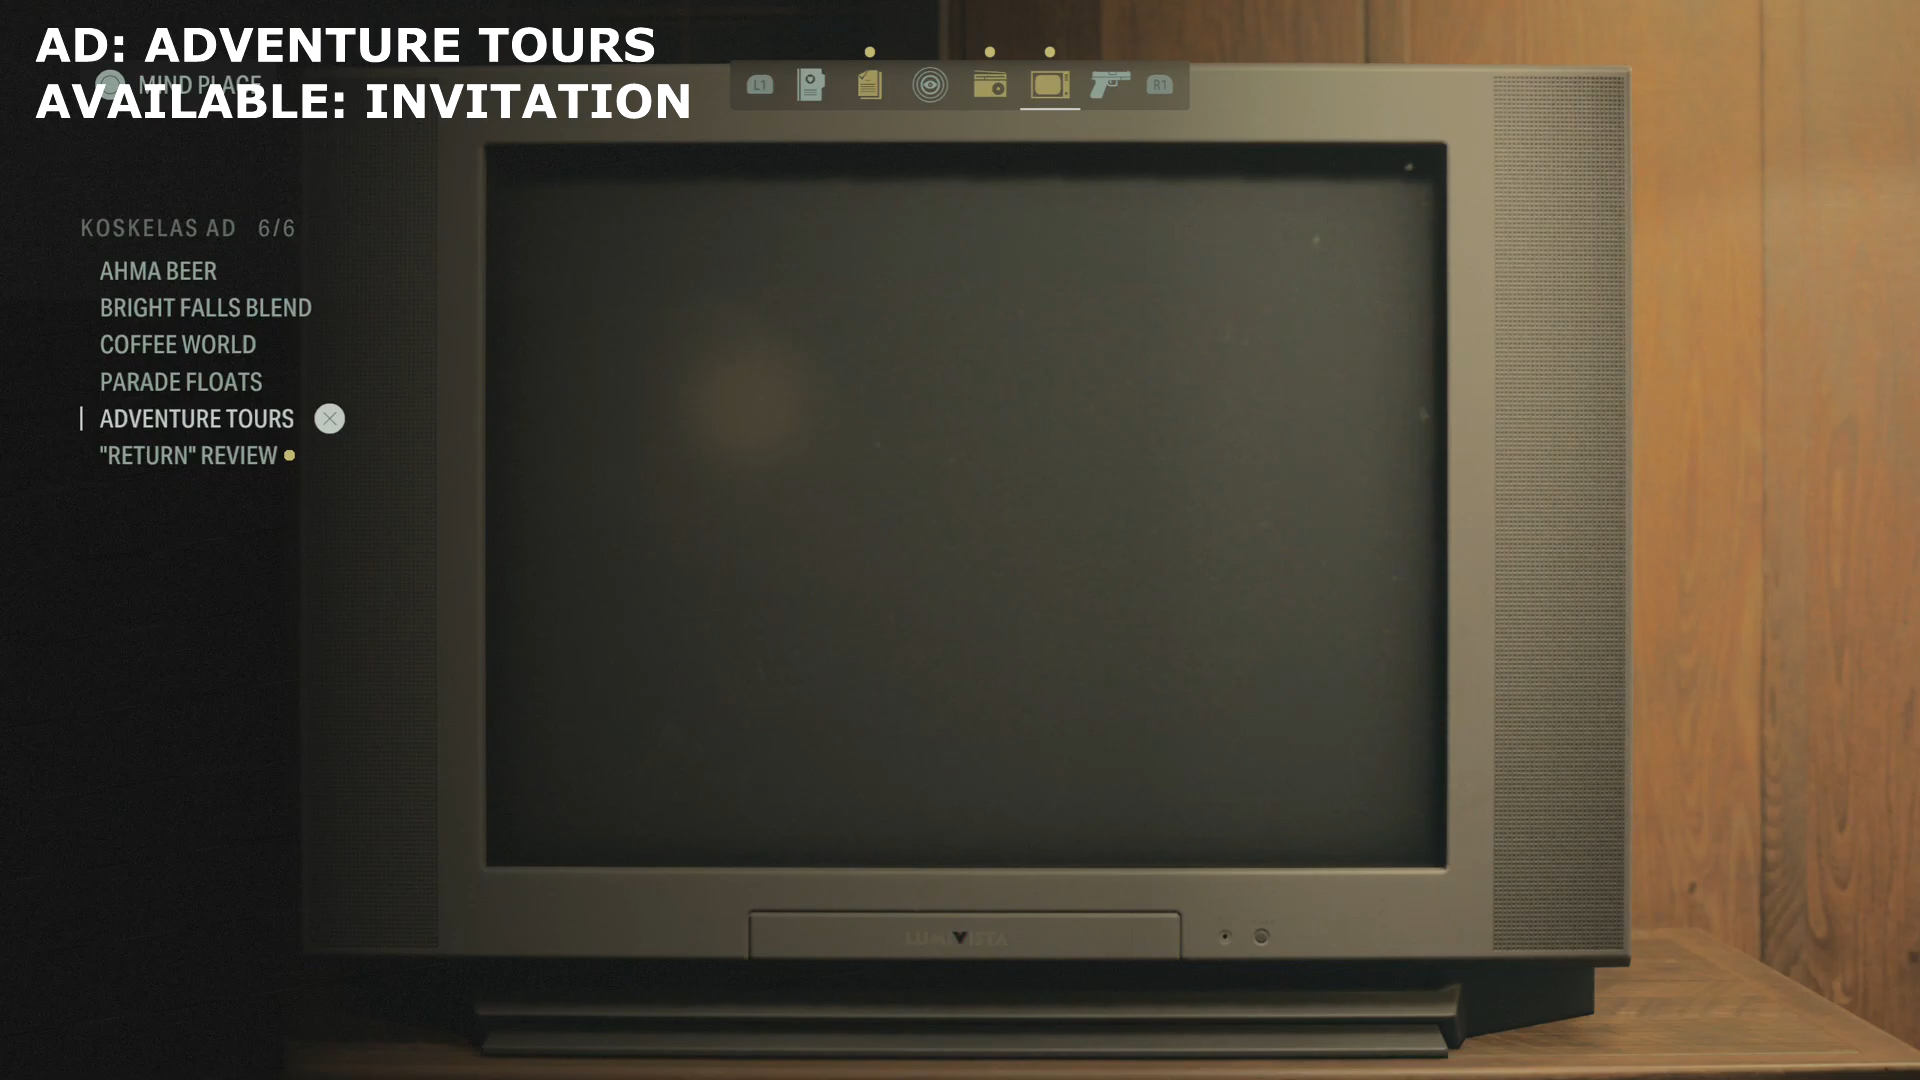 AD: ADVENTURE TOURS
AVAILABLE: INVITATION
MIND PLACE
L1
R1
KOSKELAS AD 6/6
AHMA BEER
BRIGHT FALLS BLEND
COFFEE WORLD
PARADE FLOATS
ADVENTURE TOURS
"RETURN" REVIEW
LUMIVISTA